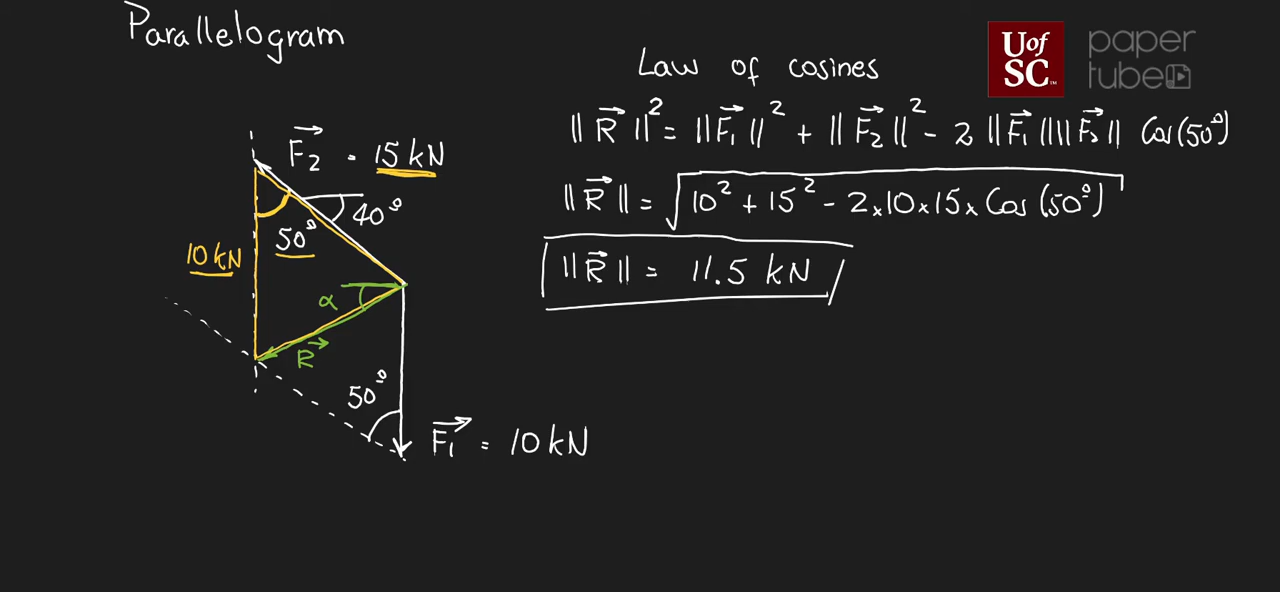 Parallelogram
UofSC™
paper tube
Law of cosines
||R⃗||² = ||F₁⃗||² + ||F₂⃗||² - 2 ||F₁⃗|| ||F₂⃗|| Cos(50°)
||R⃗|| = √(10² + 15² - 2 x 10 x 15 x Cos(50°))
||R⃗|| = 11.5 kN
F₂⃗ = 15 kN
40°
50°
10 kN
α
R⃗
50°
F₁⃗ = 10 kN